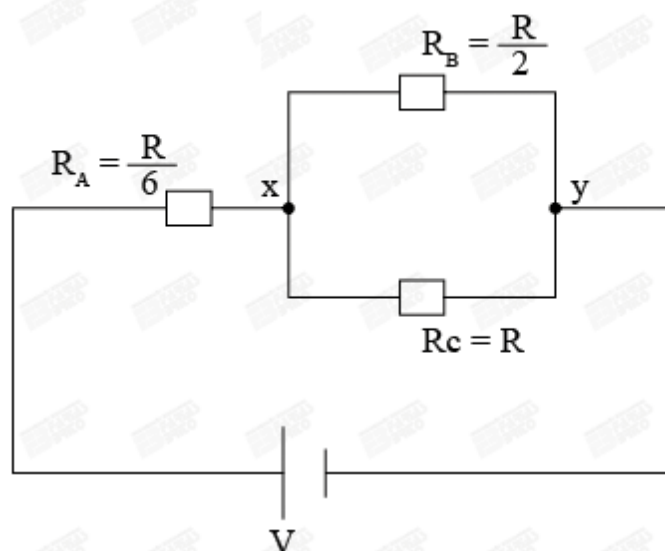 R_B = R/2
R_A = R/6
x
y
Rc = R
V